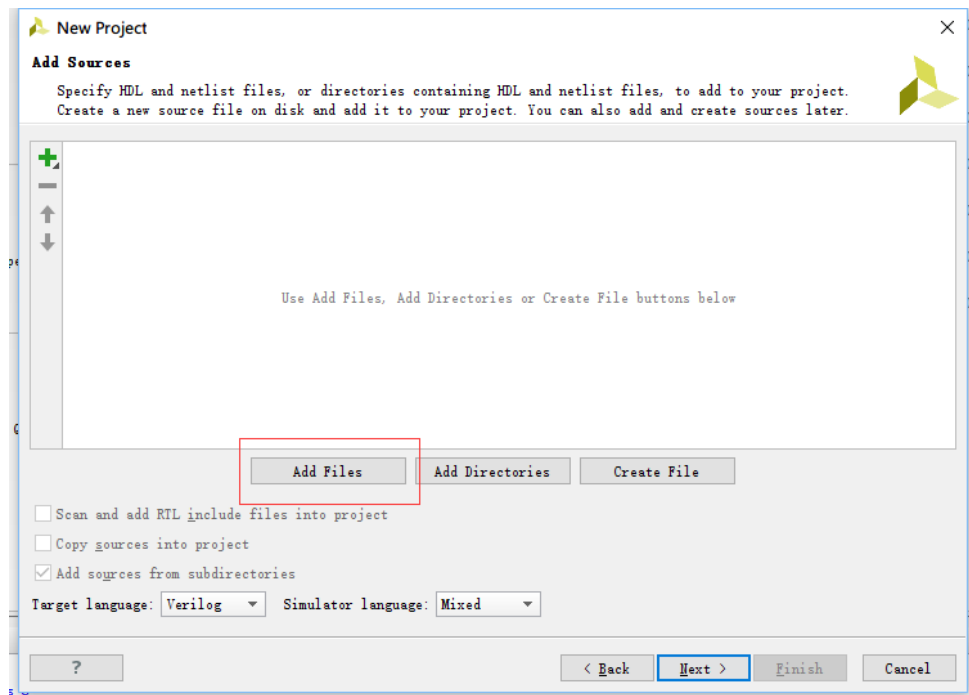 New Project
Add Sources
Specify HDL and netlist files, or directories containing HDL and netlist files, to add to your project.
Create a new source file on disk and add it to your project. You can also add and create sources later.
Use Add Files, Add Directories or Create File buttons below
Add Files Add Directories Create File
Scan and add RTL include files into project
Copy sources into project
Add sources from subdirectories
Target language: Verilog Simulator language: Mixed
? < Back Next > Finish Cancel